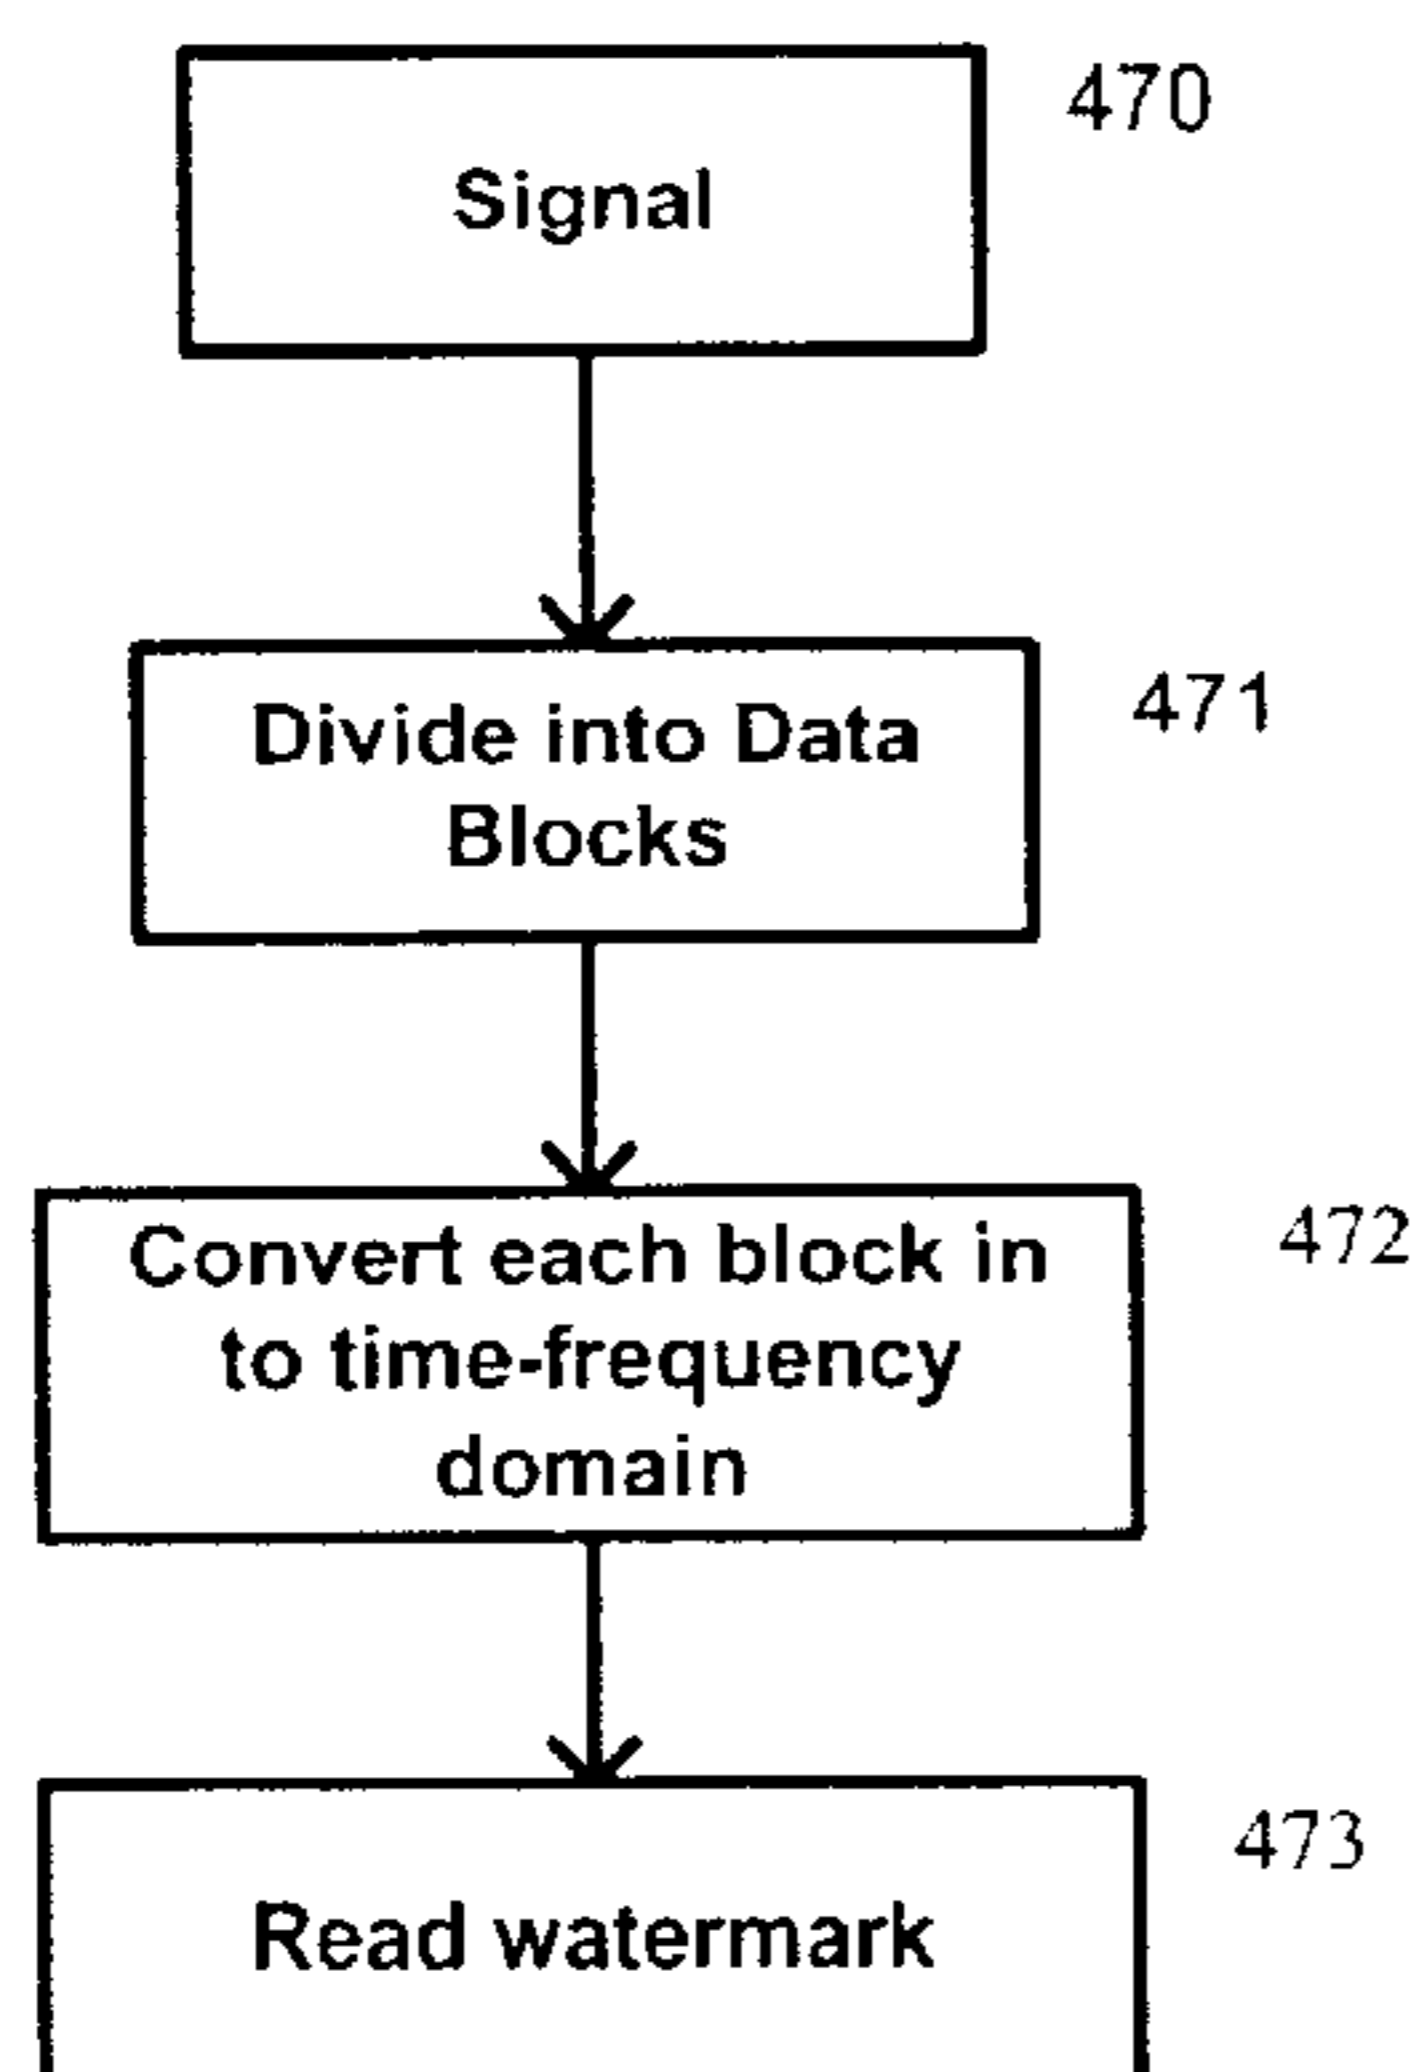 470
Signal
471
Divide into Data
Blocks
472
Convert each block in
to time-frequency
domain
473
Read watermark